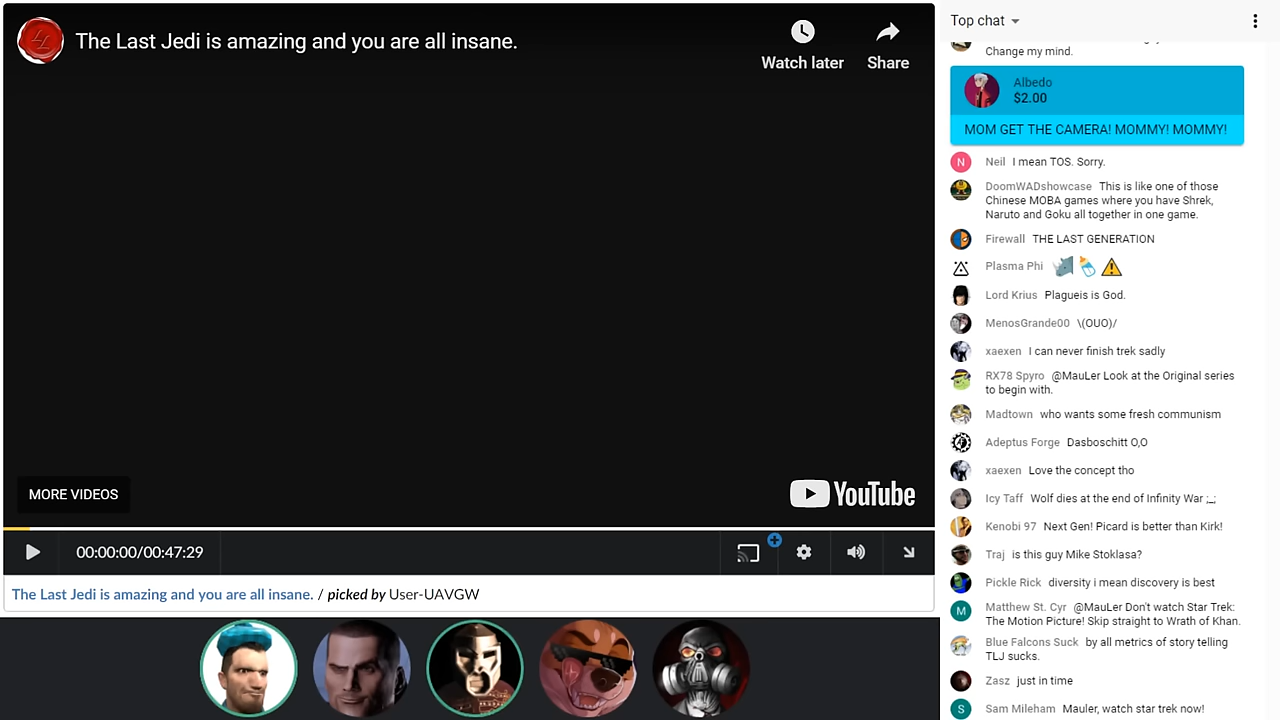 The Last Jedi is amazing and you are all insane.
Watch later
Share
MORE VIDEOS
YouTube
00:00:00/00:47:29
The Last Jedi is amazing and you are all insane. / picked by User-UAVGW
Top chat
Change my mind.
Albedo
$2.00
MOM GET THE CAMERA! MOMMY! MOMMY!
N Neil I mean TOS. Sorry.
DoomWADshowcase This is like one of those
Chinese MOBA games where you have Shrek,
Naruto and Goku all together in one game.
Firewall THE LAST GENERATION
Plasma Phi
Lord Krius Plagueis is God.
MenosGrande00 \(OUO)/
xaexen I can never finish trek sadly
RX78 Spyro @MauLer Look at the Original series
to begin with.
Madtown who wants some fresh communism
Adeptus Forge Dasboschitt O,O
xaexen Love the concept tho
Icy Taff Wolf dies at the end of Infinity War ;_;
Kenobi 97 Next Gen! Picard is better than Kirk!
Traj is this guy Mike Stoklasa?
Pickle Rick diversity i mean discovery is best
M Matthew St. Cyr @MauLer Don't watch Star Trek:
The Motion Picture! Skip straight to Wrath of Khan.
Blue Falcons Suck by all metrics of story telling
TLJ sucks.
Zasz just in time
S Sam Mileham Mauler, watch star trek now!